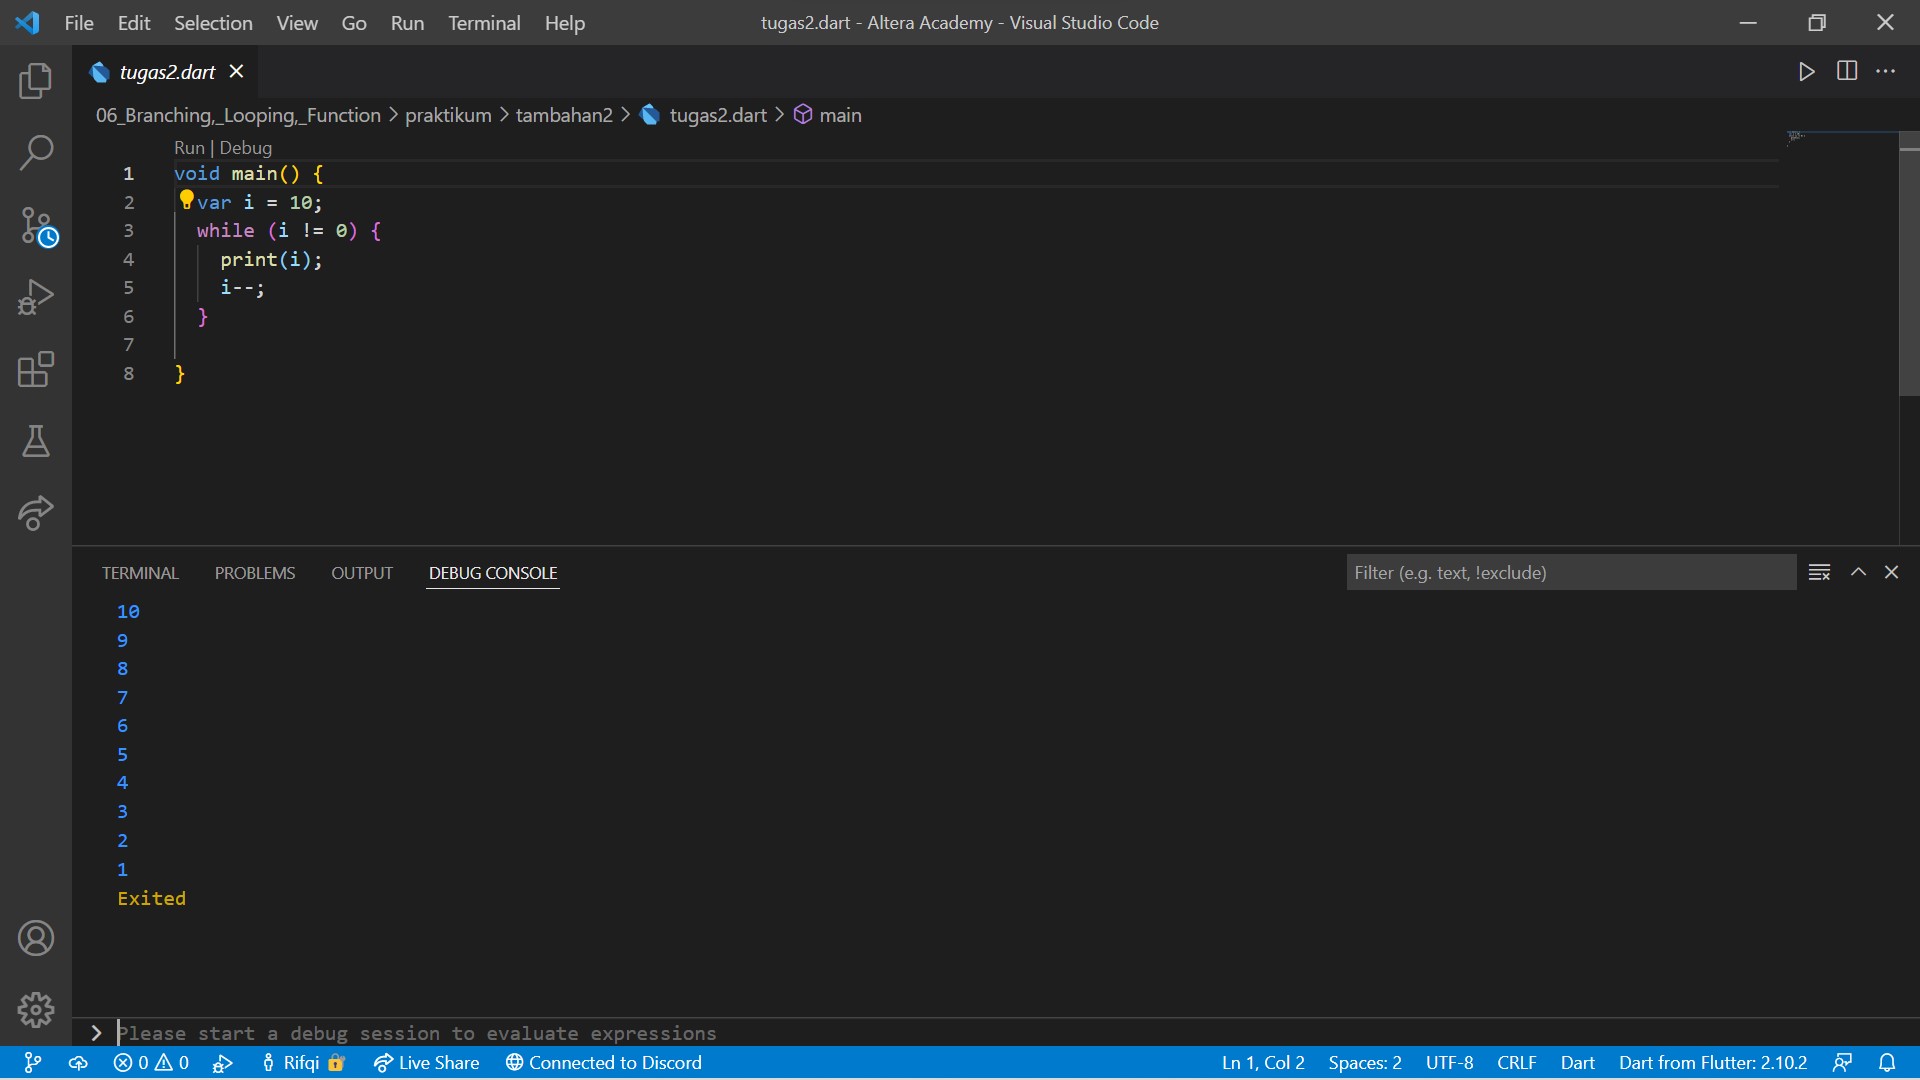 File Edit Selection View Go Run Terminal Help tugas2.dart - Altera Academy - Visual Studio Code
tugas2.dart
06_Branching,_Looping,_Function > praktikum > tambahan2 > tugas2.dart > main
Run | Debug
1 void main() {
2 var i = 10;
3 while (i != 0) {
4 print(i);
5 i--;
6 }
7
8 }
TERMINAL PROBLEMS OUTPUT DEBUG CONSOLE Filter (e.g. text, !exclude)
10
9
8
7
6
5
4
3
2
1
Exited
Please start a debug session to evaluate expressions
0 0 Rifqi Live Share Connected to Discord Ln 1, Col 2 Spaces: 2 UTF-8 CRLF Dart Dart from Flutter: 2.10.2